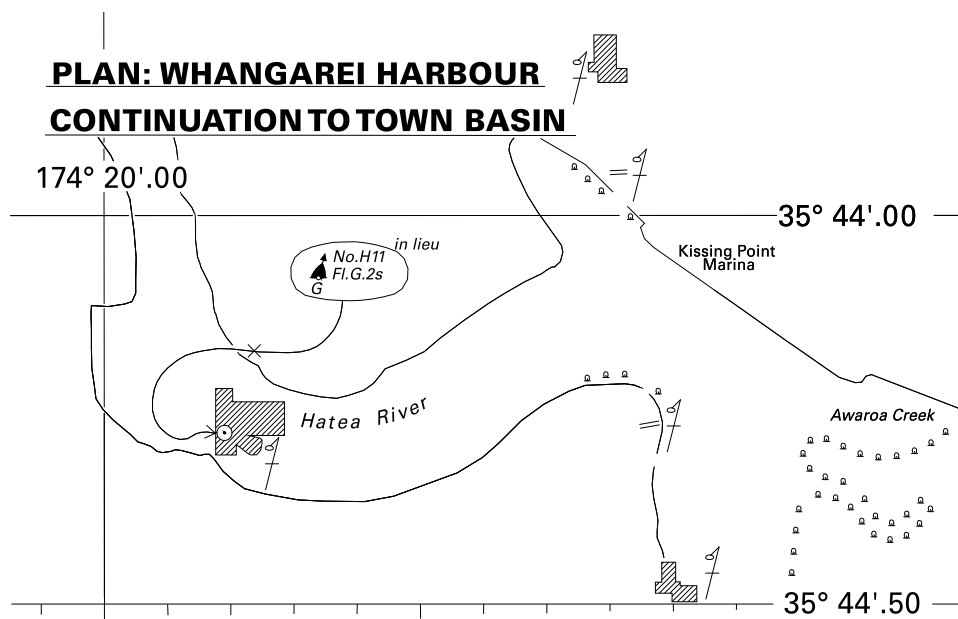 PLAN: WHANGAREI HARBOUR
CONTINUATION TO TOWN BASIN
174° 20'.00
35° 44'.00
in lieu
No.H11
Fl.G.2s
G
Kissing Point
Marina
Hatea River
Awaroa Creek
35° 44'.50